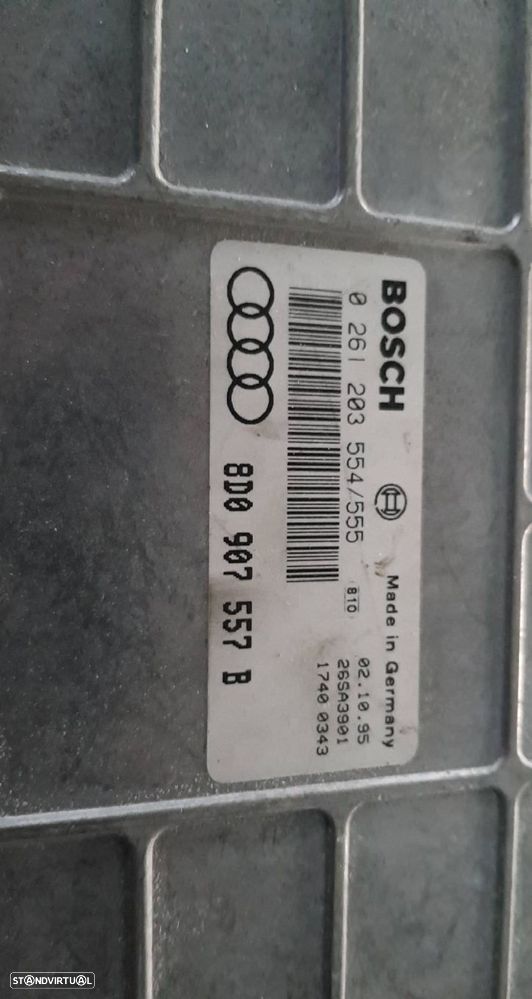 BOSCH
Made in Germany
0 261 203 554/555
02.10.95
26SA3901
810
1740 0343
8D0 907 557 B
STANDVIRTUAL